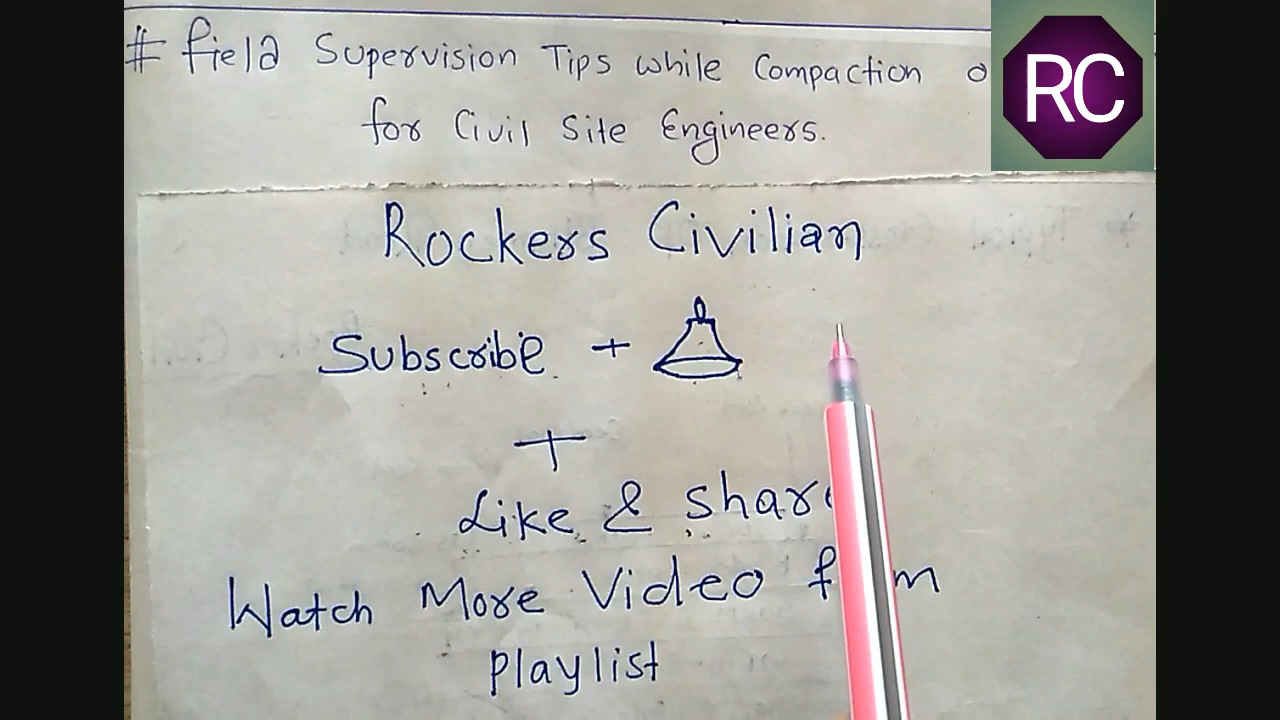 # Field Supervision Tips while Compaction
RC
for Civil Site Engineers.
Rockers Civilian
Subscribe +
+
Like & Share
Watch More Video
Playlist